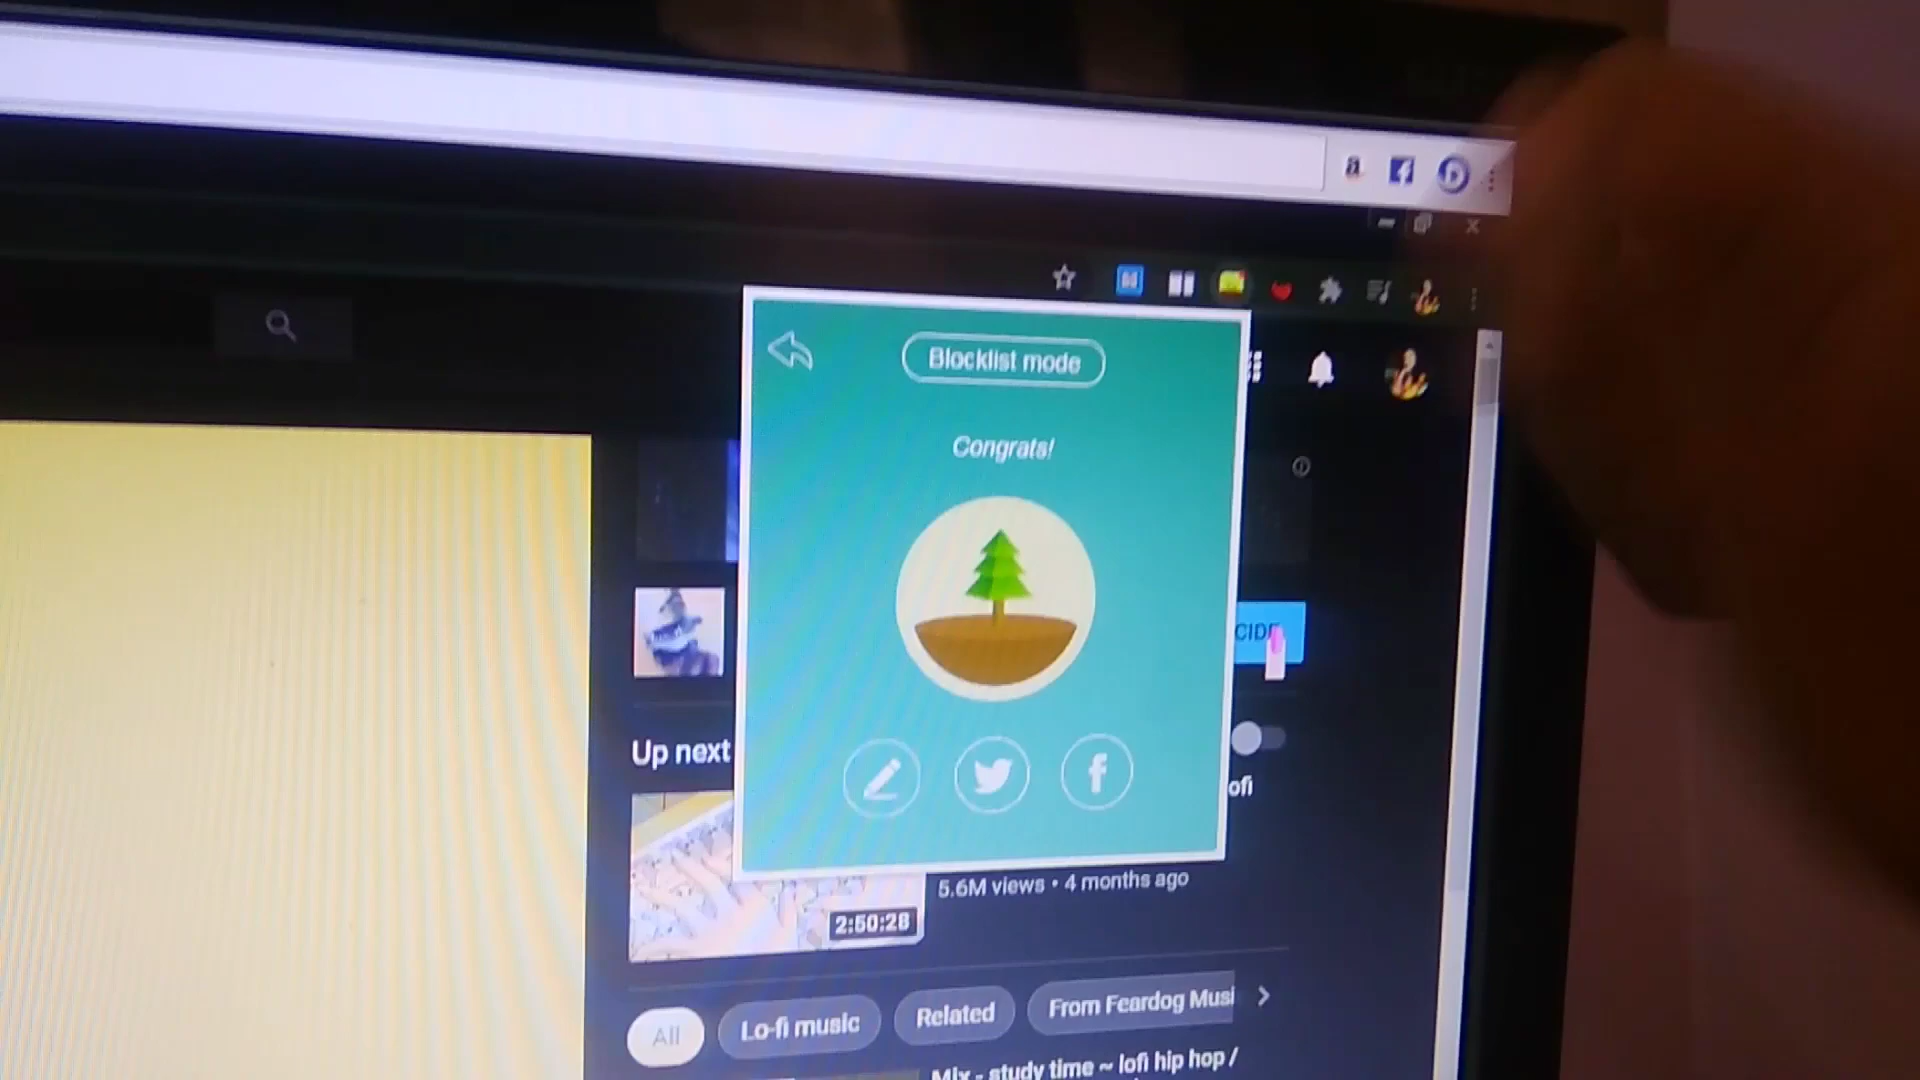 a
Blocklist mode
Congrats!
CIDE
Up next
ofi
5.6M views • 4 months ago
2:50:28
All
Lo-fi music
Related
From Feardog Musi
Mix - study time ~ lofi hip hop /